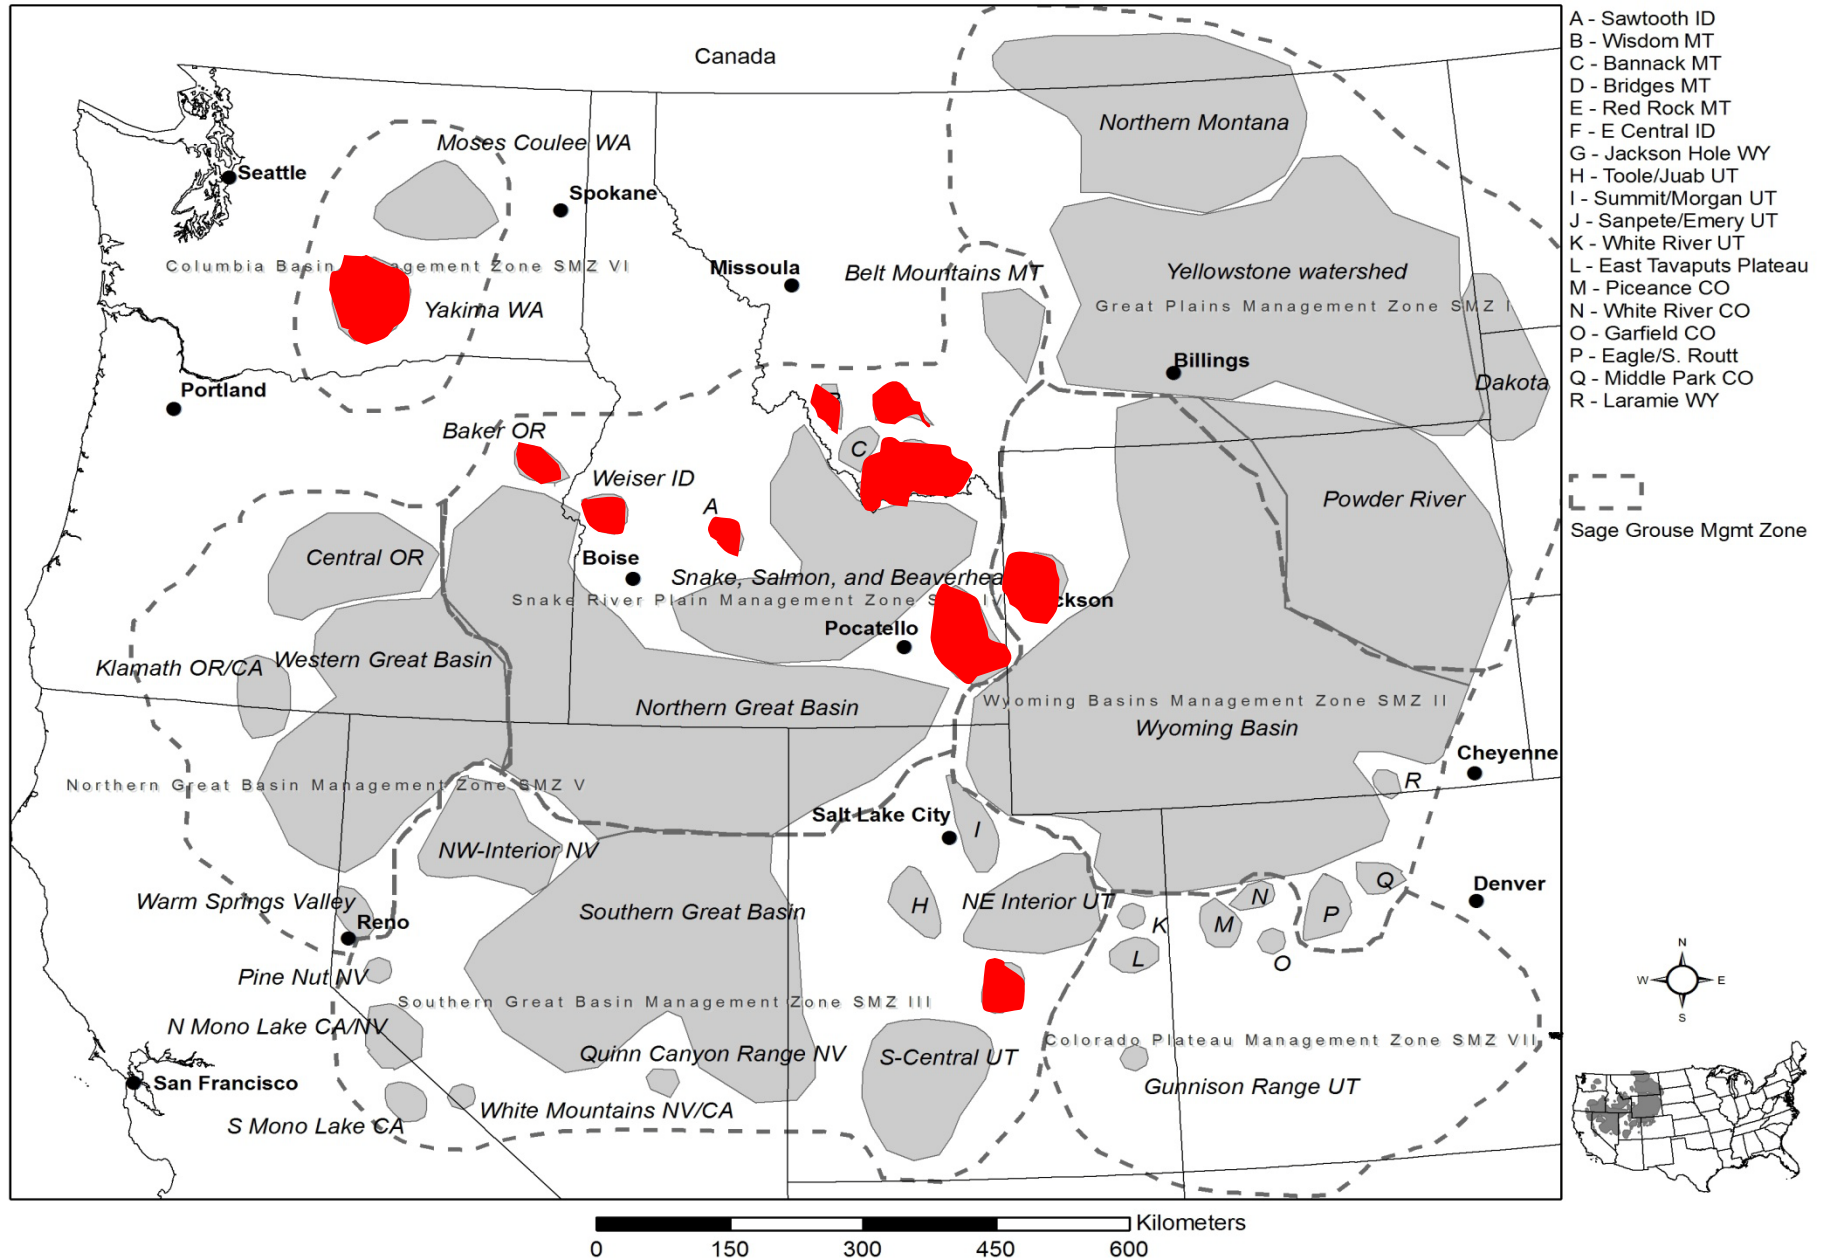 Canada
Moses Coulee WA
Seattle
Spokane
Columbia Basin Management Zone SMZ VI
Yakima WA
Missoula
Belt Mountains MT
Northern Montana
Yellowstone watershed
Great Plains Management Zone SMZ I
Billings
Dakota
Portland
Baker OR
Weiser ID
A
C
Powder River
Central OR
Boise
Snake, Salmon, and Beaverhea
Snake River Plain Management Zone S IV
ckson
Pocatello
Klamath OR/CA
Western Great Basin
Northern Great Basin
Wyoming Basins Management Zone SMZ II
Wyoming Basin
Cheyenne
R
Northern Great Basin Management Zone SMZ V
Salt Lake City
I
NW-Interior NV
Warm Springs Valley
Reno
Southern Great Basin
H
NE Interior UT
K
L
M
N
O
P
Q
Denver
Pine Nut NV
Southern Great Basin Management Zone SMZ III
N Mono Lake CA/NV
Quinn Canyon Range NV
S-Central UT
Colorado Plateau Management Zone SMZ VII
Gunnison Range UT
San Francisco
White Mountains NV/CA
S Mono Lake CA
A - Sawtooth ID
B - Wisdom MT
C - Bannack MT
D - Bridges MT
E - Red Rock MT
F - E Central ID
G - Jackson Hole WY
H - Toole/Juab UT
I - Summit/Morgan UT
J - Sanpete/Emery UT
K - White River UT
L - East Tavaputs Plateau
M - Piceance CO
N - White River CO
O - Garfield CO
P - Eagle/S. Routt
Q - Middle Park CO
R - Laramie WY
Sage Grouse Mgmt Zone
N
W E
S
Kilometers
0 150 300 450 600